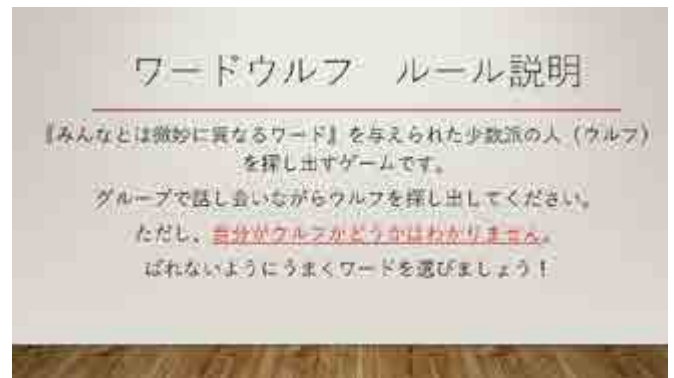 ワードウルフ　ルール説明
『みんなとは微妙に異なるワード』を与えられた少数派の人（ウルフ）
を探し出すゲームです。
グループで話し合いながらウルフを探し出してください。
ただし、自分がウルフかどうかはわかりません。
ばれないようにうまくワードを選びましょう！